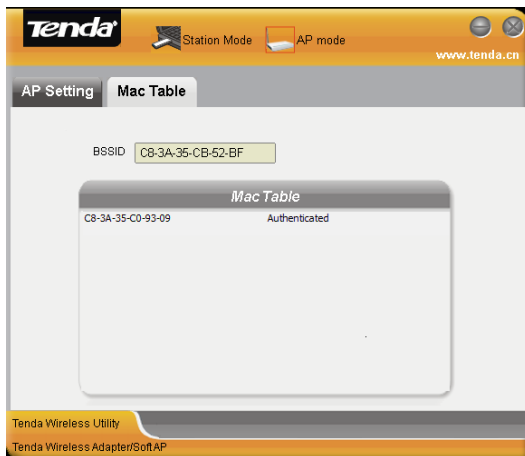 Tenda
Station Mode
AP mode
www.tenda.cn
AP Setting
Mac Table
BSSID
C8-3A-35-CB-52-BF
Mac Table
C8-3A-35-C0-93-09 Authenticated
Tenda Wireless Utility
Tenda Wireless Adapter/SoftAP